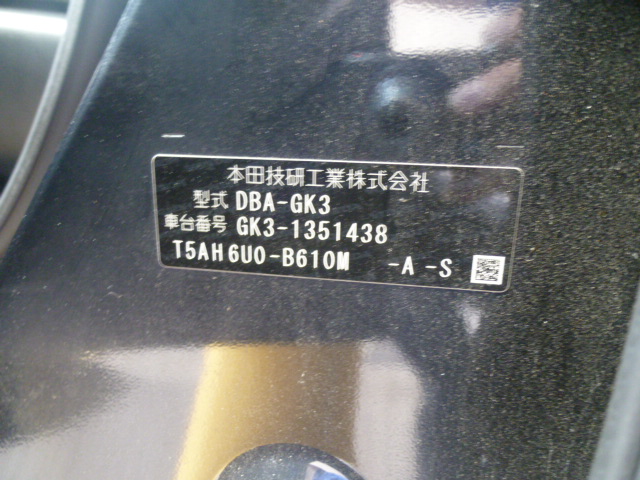 本田技研工業株式会社
型式 DBA-GK3
車台番号 GK3-1351438
T5AH6U0-B610M -A -S